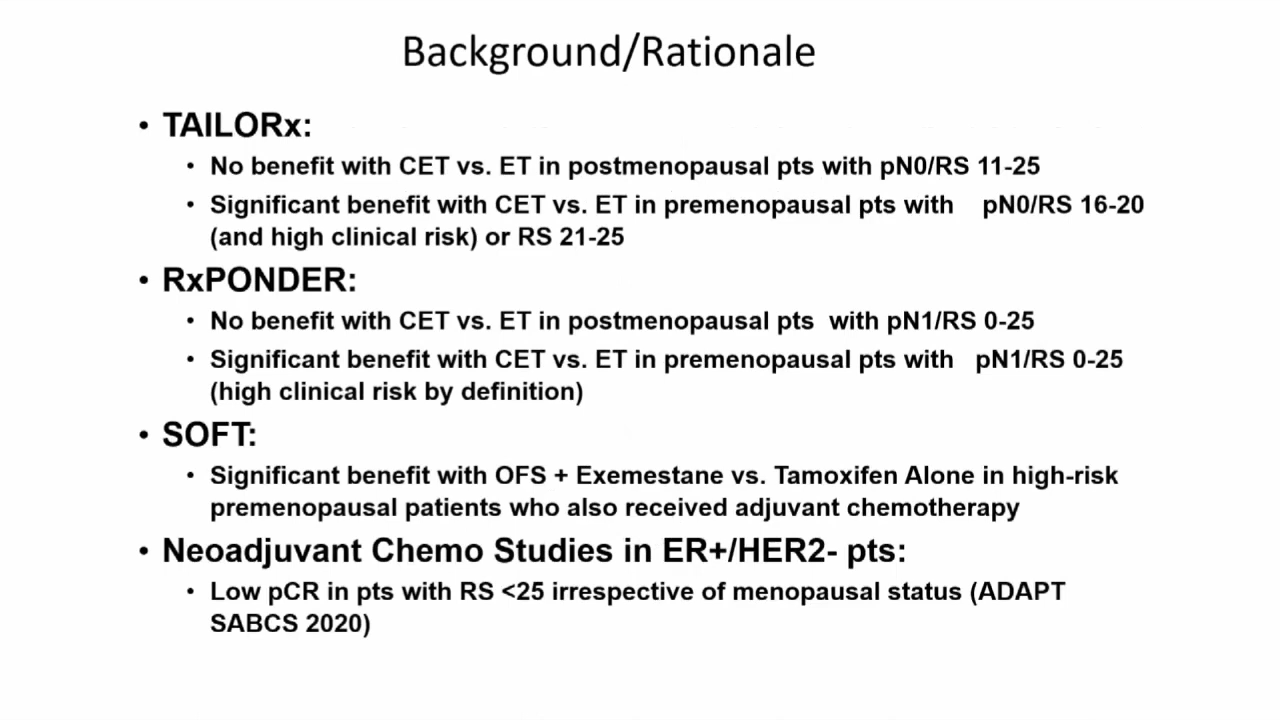 Background/Rationale
• TAILORx:
• No benefit with CET vs. ET in postmenopausal pts with pN0/RS 11-25
• Significant benefit with CET vs. ET in premenopausal pts with pN0/RS 16-20
(and high clinical risk) or RS 21-25
• RxPONDER:
• No benefit with CET vs. ET in postmenopausal pts with pN1/RS 0-25
• Significant benefit with CET vs. ET in premenopausal pts with pN1/RS 0-25
(high clinical risk by definition)
• SOFT:
• Significant benefit with OFS + Exemestane vs. Tamoxifen Alone in high-risk
premenopausal patients who also received adjuvant chemotherapy
• Neoadjuvant Chemo Studies in ER+/HER2- pts:
• Low pCR in pts with RS <25 irrespective of menopausal status (ADAPT
SABCS 2020)